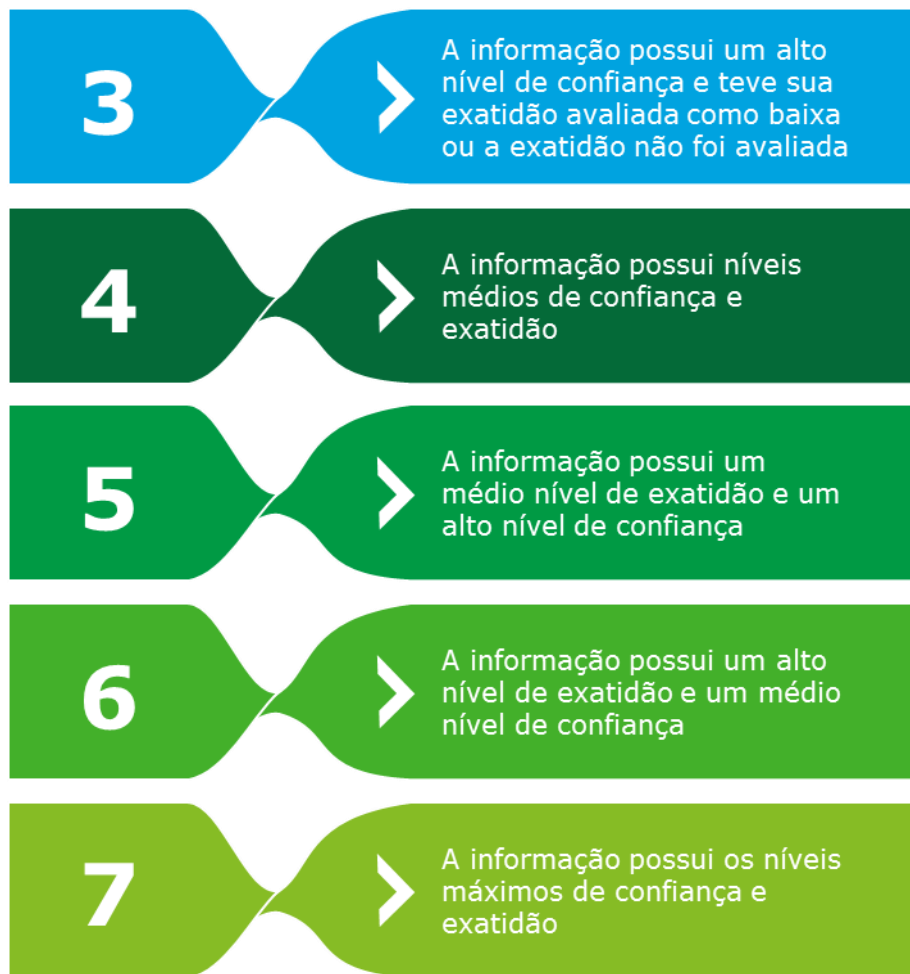 3
A informação possui um alto
nível de confiança e teve sua
exatidão avaliada como baixa
ou a exatidão não foi avaliada
4
A informação possui níveis
médios de confiança e
exatidão
5
A informação possui um
médio nível de exatidão e um
alto nível de confiança
6
A informação possui um alto
nível de exatidão e um médio
nível de confiança
7
A informação possui os níveis
máximos de confiança e
exatidão